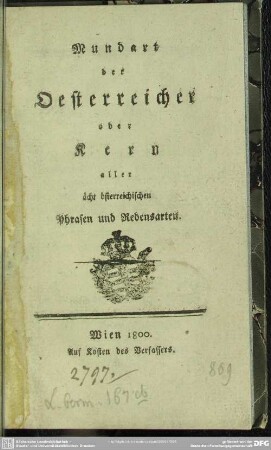 Mundart
der
Oesterreicher
oder
Kern
aller
ächt österreichischen
Phrasen und Redensarten.
Wien 1800.
Auf Kosten des Verfassers.
2797.
869
DFG